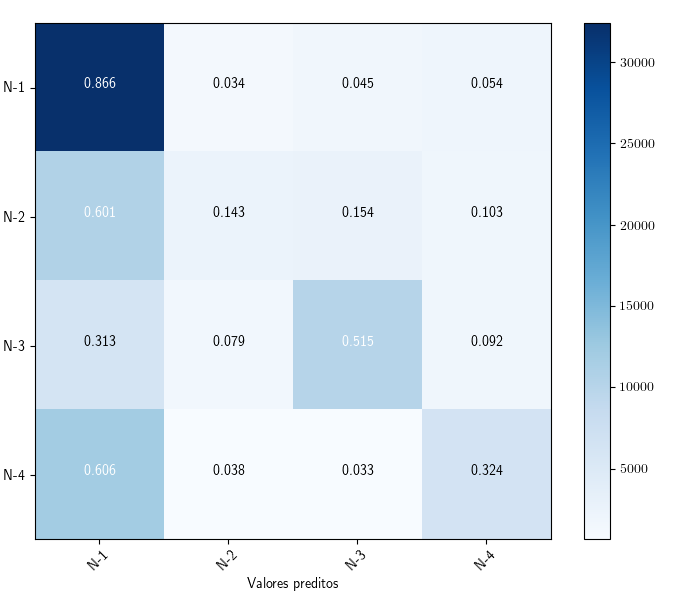 N-1 0.866 0.034 0.045 0.054
N-2 0.601 0.143 0.154 0.103
N-3 0.313 0.079 0.515 0.092
N-4 0.606 0.038 0.033 0.324
N-1 N-2 N-3 N-4
Valores preditos
30000
25000
20000
15000
10000
5000